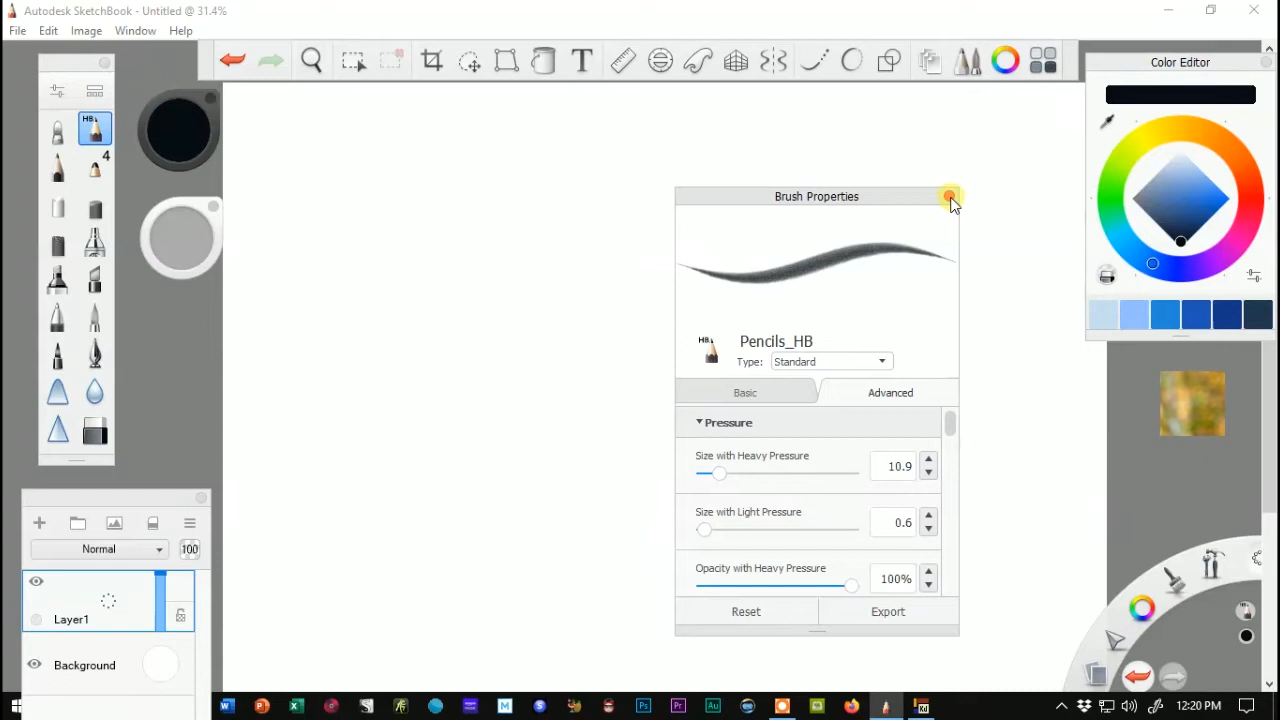 Autodesk SketchBook - Untitled @ 31.4%
File Edit Image Window Help
T
Color Editor
HB
4
Brush Properties
HB
Pencils_HB
Type: Standard
Basic Advanced
Pressure
Size with Heavy Pressure 10.9
Size with Light Pressure 0.6
Opacity with Heavy Pressure 100%
Reset Export
Normal 100
Layer1
Background
12:20 PM